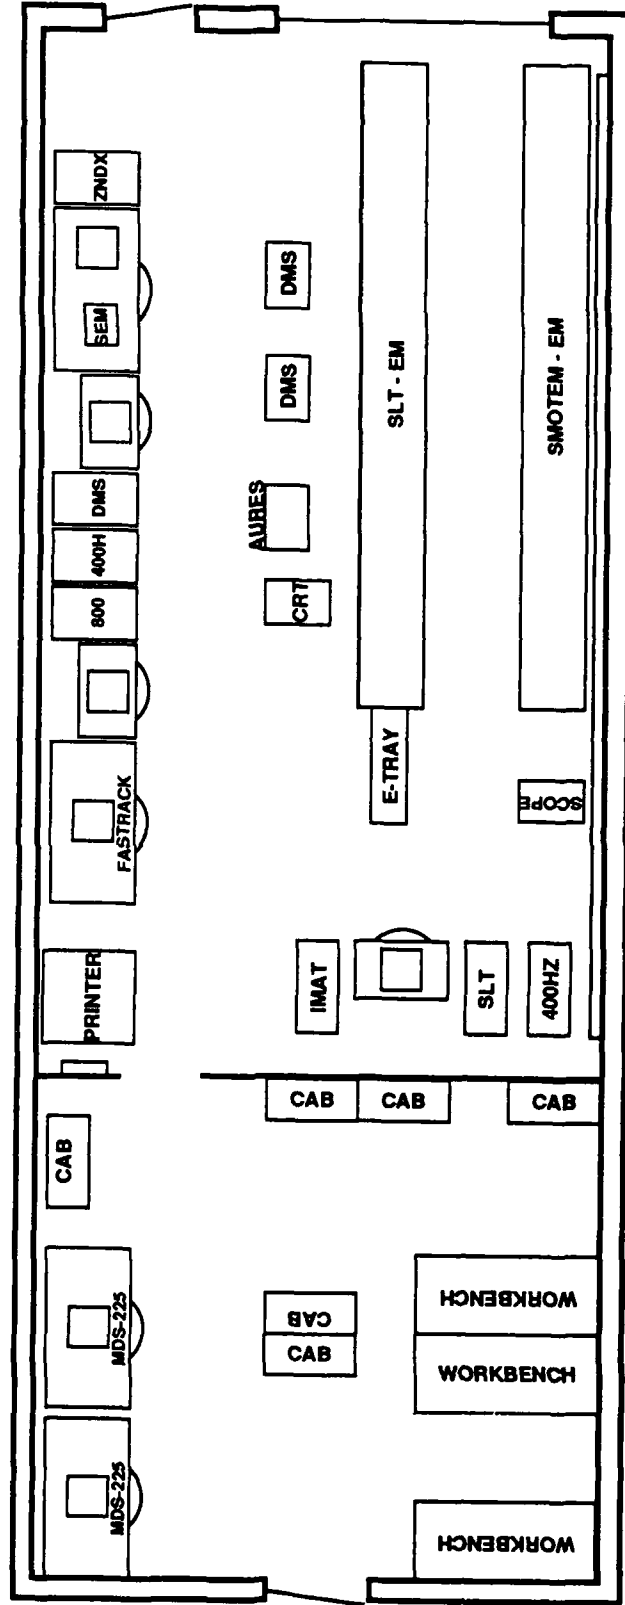 ZNDX
SEM
DMS
DMS
SLT - EM
SMOTEM - EM
DMS
AURES
400H
CRT
800
E-TRAY
FASTRACK
SCOPE
PRINTER
IMAT
SLT
400HZ
CAB
CAB
CAB
CAB
MDS-225
CAB
CAB
WORKBENCH
WORKBENCH
MDS-225
WORKBENCH